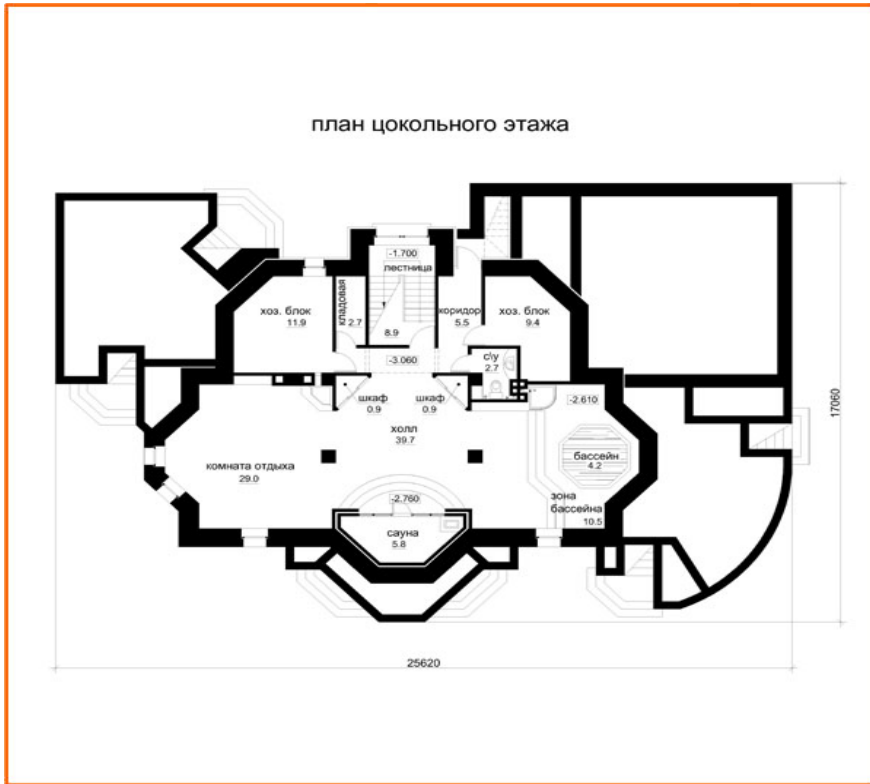 план цокольного этажа
-1.700
лестница
хоз. блок
11.9
кладовая
2.7
8.9
коридор
5.5
хоз. блок
9.4
-3.060
с\у
2.7
шкаф
0.9
шкаф
0.9
-2.610
холл
39.7
комната отдыха
29.0
бассейн
4.2
-2.760
зона
бассейна
10.5
сауна
5.8
17060
25620